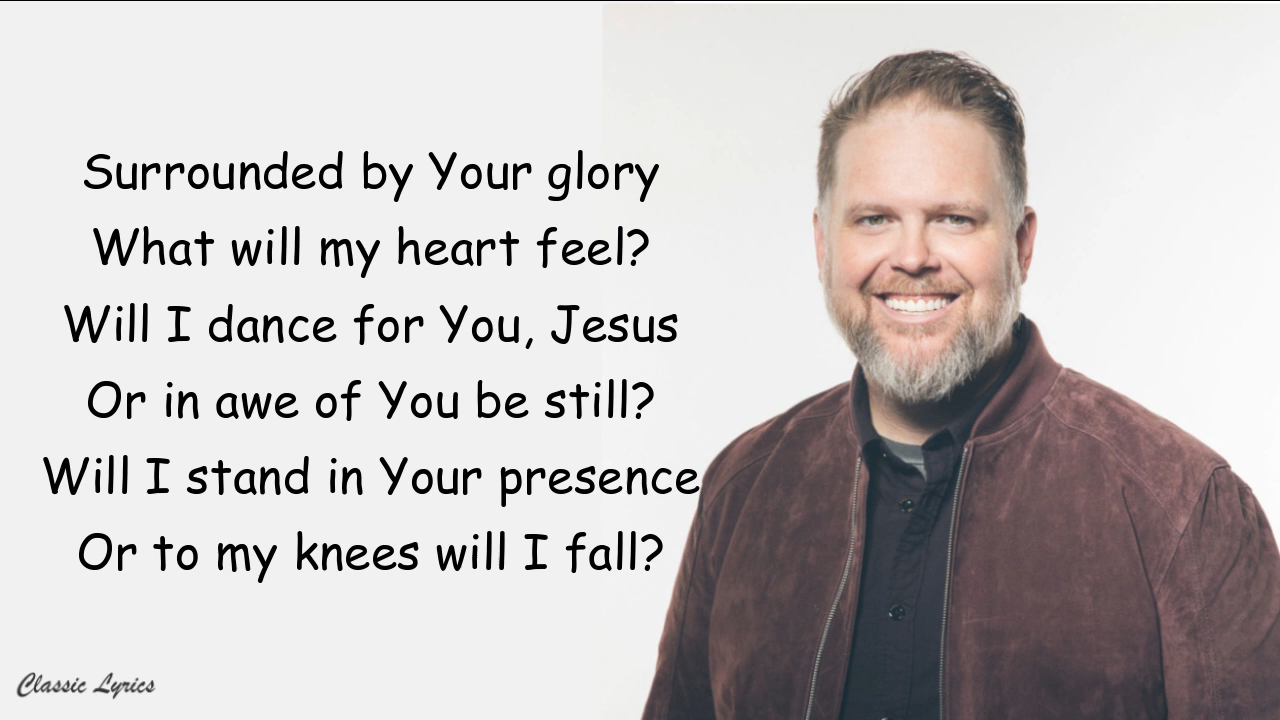 Surrounded by Your glory
What will my heart feel?
Will I dance for You, Jesus
Or in awe of You be still?
Will I stand in Your presence
Or to my knees will I fall?
Classic Lyrics